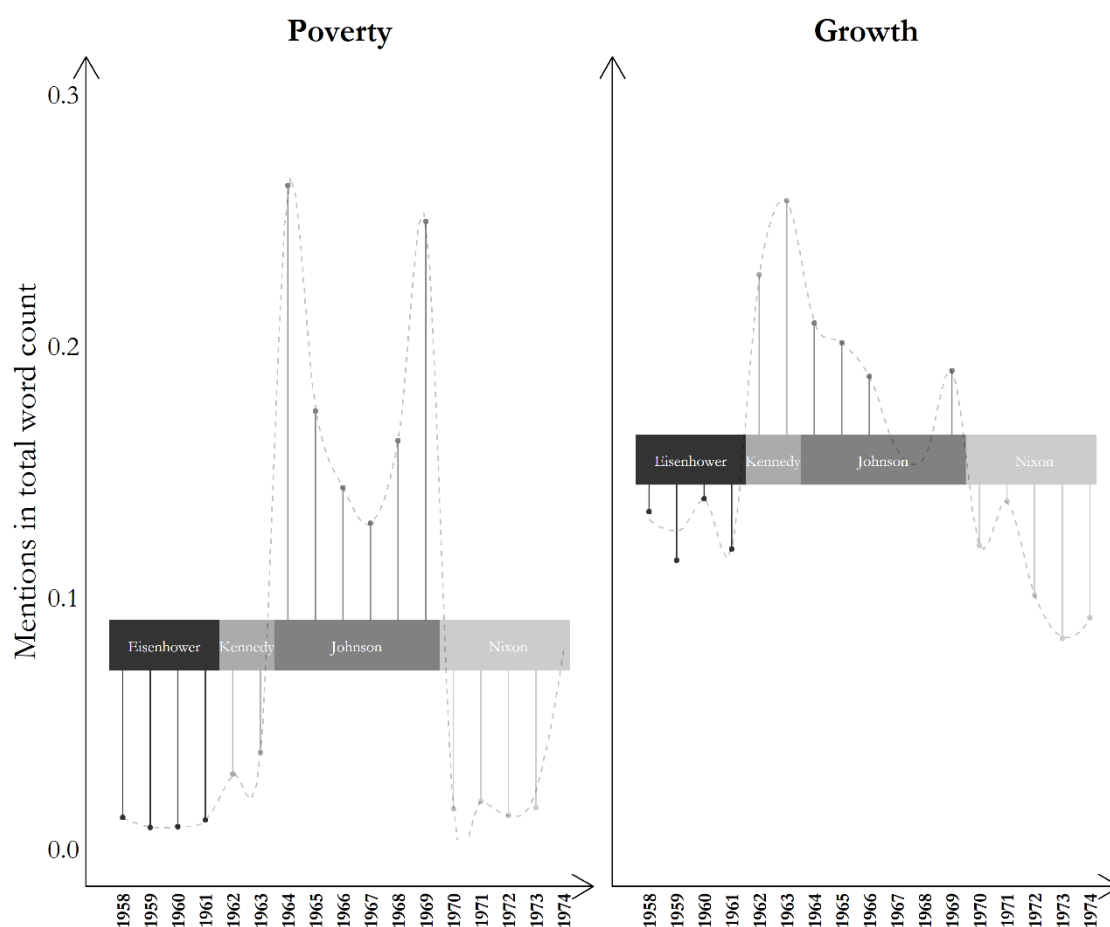 Poverty
Growth
Mentions in total word count
0.3
0.2
0.1
0.0
Eisenhower Kennedy Johnson Nixon
Eisenhower Kennedy Johnson Nixon
1958 1959 1960 1961 1962 1963 1964 1965 1966 1967 1968 1969 1970 1971 1972 1973 1974
1958 1959 1960 1961 1962 1963 1964 1965 1966 1967 1968 1969 1970 1971 1972 1973 1974